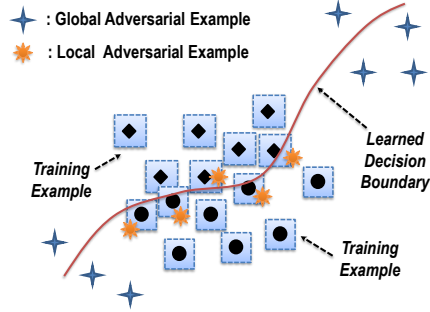 : Global Adversarial Example
: Local Adversarial Example
Learned
Decision
Boundary
Training
Example
Training
Example